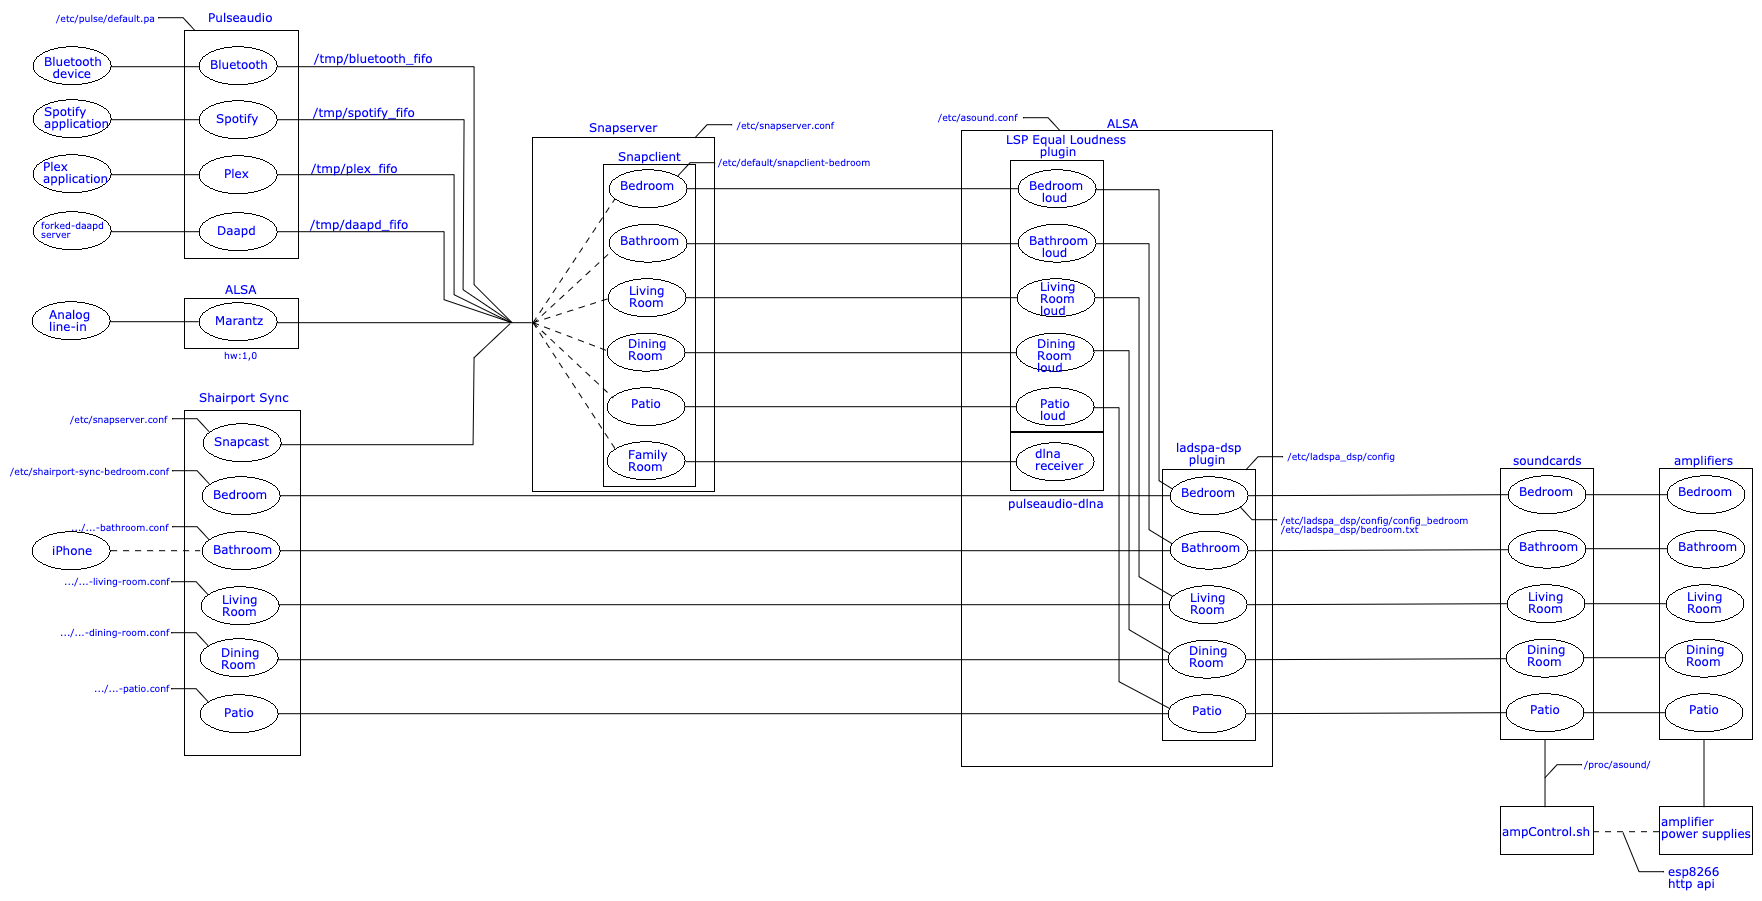 /etc/pulse/default.pa
Pulseaudio
Bluetooth
device
Bluetooth
/tmp/bluetooth_fifo
Spotify
application
Spotify
/tmp/spotify_fifo
Plex
application
Plex
/tmp/plex_fifo
forked-daapd
server
Daapd
/tmp/daapd_fifo
ALSA
Analog
line-in
Marantz
hw:1,0
Shairport Sync
/etc/snapserver.conf
Snapcast
/etc/shairport-sync-bedroom.conf
Bedroom
.../...-bathroom.conf
iPhone
Bathroom
.../...-living-room.conf
Living
Room
.../...-dining-room.conf
Dining
Room
.../...-patio.conf
Patio
Snapserver
/etc/snapserver.conf
Snapclient
/etc/default/snapclient-bedroom
Bedroom
Bathroom
Living
Room
Dining
Room
Patio
Family
Room
/etc/asound.conf
ALSA
LSP Equal Loudness
plugin
Bedroom
loud
Bathroom
loud
Living
Room
loud
Dining
Room
loud
Patio
loud
dlna
receiver
pulseaudio-dlna
ladspa-dsp
plugin
/etc/ladspa_dsp/config
Bedroom
/etc/ladspa_dsp/config/config_bedroom
/etc/ladspa_dsp/bedroom.txt
Bathroom
Living
Room
Dining
Room
Patio
soundcards
Bedroom
Bathroom
Living
Room
Dining
Room
Patio
amplifiers
Bedroom
Bathroom
Living
Room
Dining
Room
Patio
/proc/asound/
ampControl.sh
amplifier
power supplies
esp8266
http api